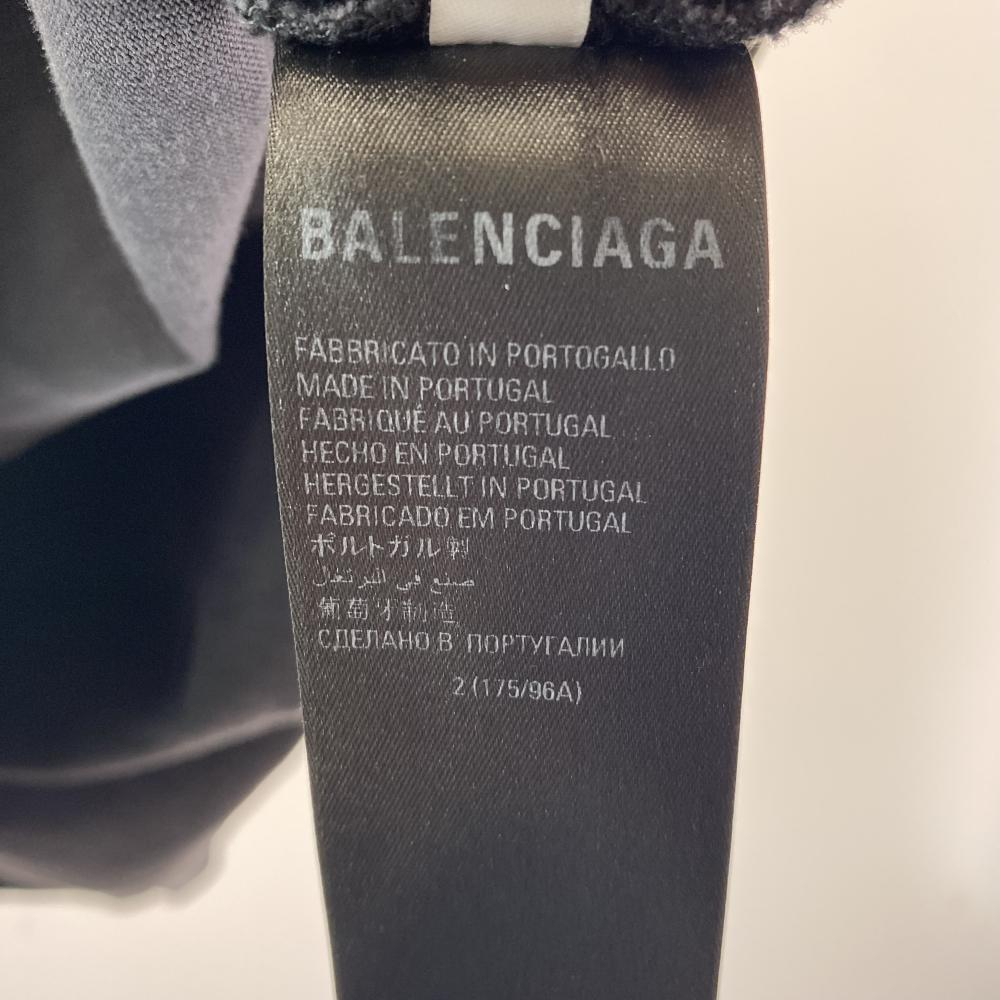 BALENCIAGA
FABBRICATO IN PORTOGALLO
MADE IN PORTUGAL
FABRIQUÉ AU PORTUGAL
HECHO EN PORTUGAL
HERGESTELLT IN PORTUGAL
FABRICADO EM PORTUGAL
ポルトガル製
صنع في البرتغال
葡萄牙制造
СДЕЛАНО В ПОРТУГАЛИИ
2 (175/96A)